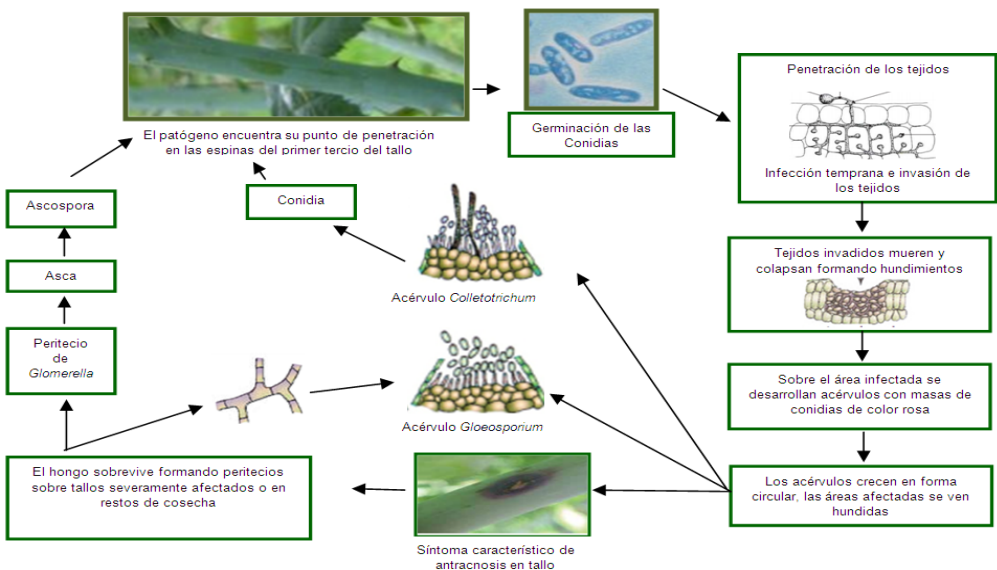 El patógeno encuentra su punto de penetración
en las espinas del primer tercio del tallo
Germinación de las
Conidias
Penetración de los tejidos
Infección temprana e invasión de
los tejidos
Tejidos invadidos mueren y
colapsan formando hundimientos
Sobre el área infectada se
desarrollan acérvulos con masas de
conidias de color rosa
Los acérvulos crecen en forma
circular, las áreas afectadas se ven
hundidas
Síntoma característico de
antracnosis en tallo
El hongo sobrevive formando peritecios
sobre tallos severamente afectados o en
restos de cosecha
Peritecio
de
Glomerella
Asca
Ascospora
Conidia
Acérvulo Colletotrichum
Acérvulo Gloeosporium